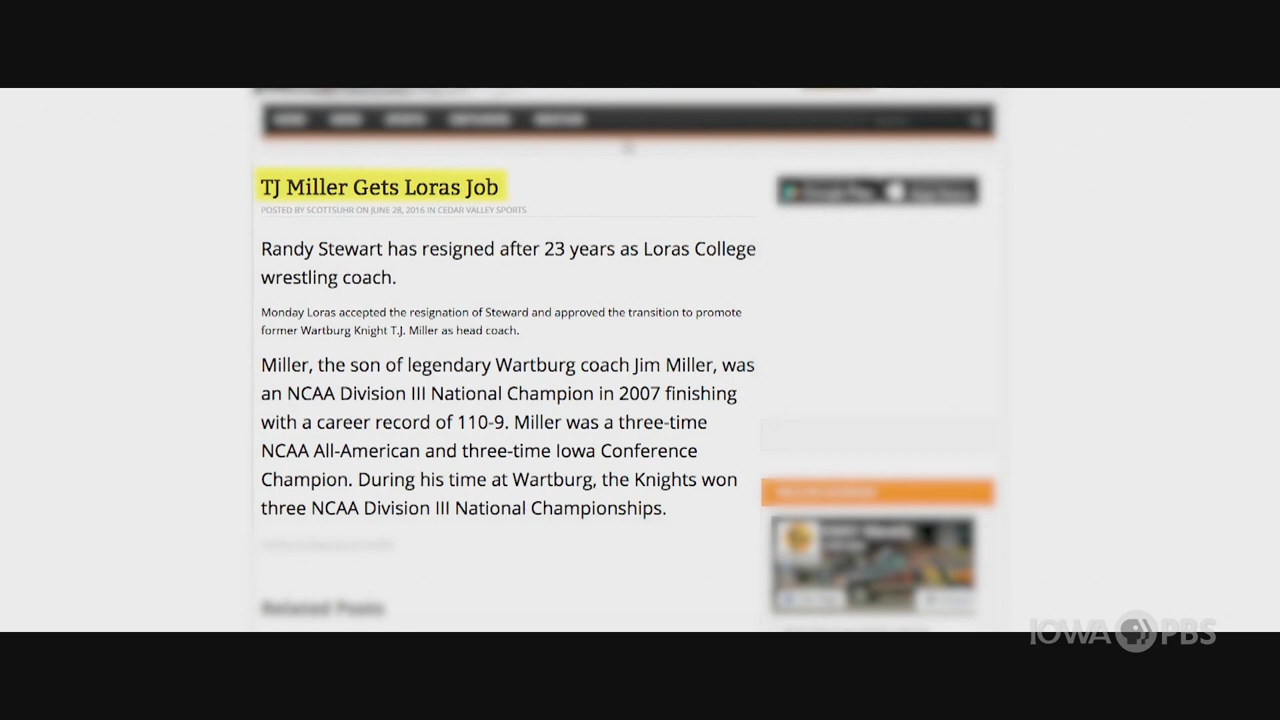 TJ Miller Gets Loras Job
POSTED BY SCOTTSUHR ON JUNE 28, 2016 IN CEDAR VALLEY SPORTS
Randy Stewart has resigned after 23 years as Loras College
wrestling coach.
Monday Loras accepted the resignation of Steward and approved the transition to promote
former Wartburg Knight T.J. Miller as head coach.
Miller, the son of legendary Wartburg coach Jim Miller, was
an NCAA Division III National Champion in 2007 finishing
with a career record of 110-9. Miller was a three-time
NCAA All-American and three-time Iowa Conference
Champion. During his time at Wartburg, the Knights won
three NCAA Division III National Championships.
Related Posts
IOWA PBS